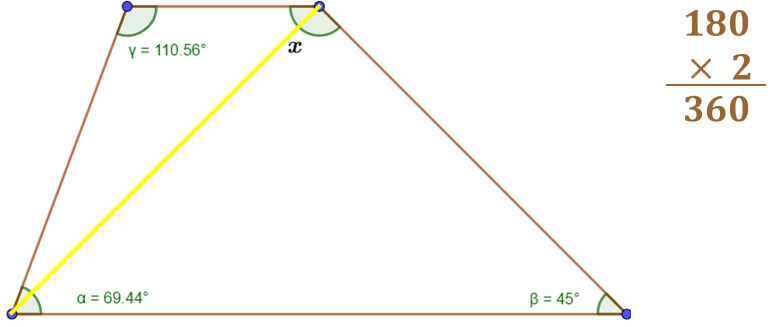 180
× 2
360
γ = 110.56°
x
α = 69.44°
β = 45°